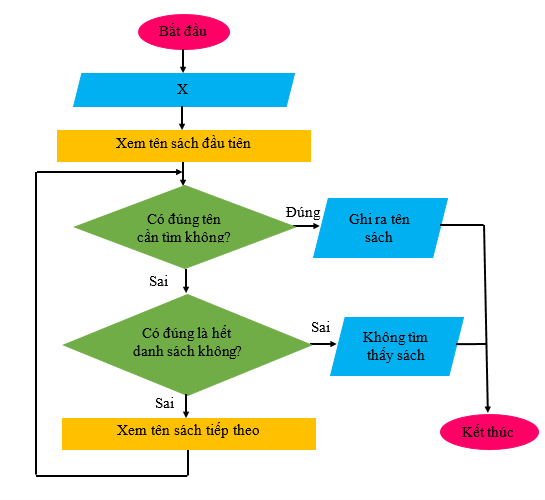 Bắt đầu
X
Xem tên sách đầu tiên
Có đúng tên
cần tìm không?
Đúng
Ghi ra tên
sách
Sai
Có đúng là hết
danh sách không?
Sai
Không tìm
thấy sách
Sai
Xem tên sách tiếp theo
Kết thúc